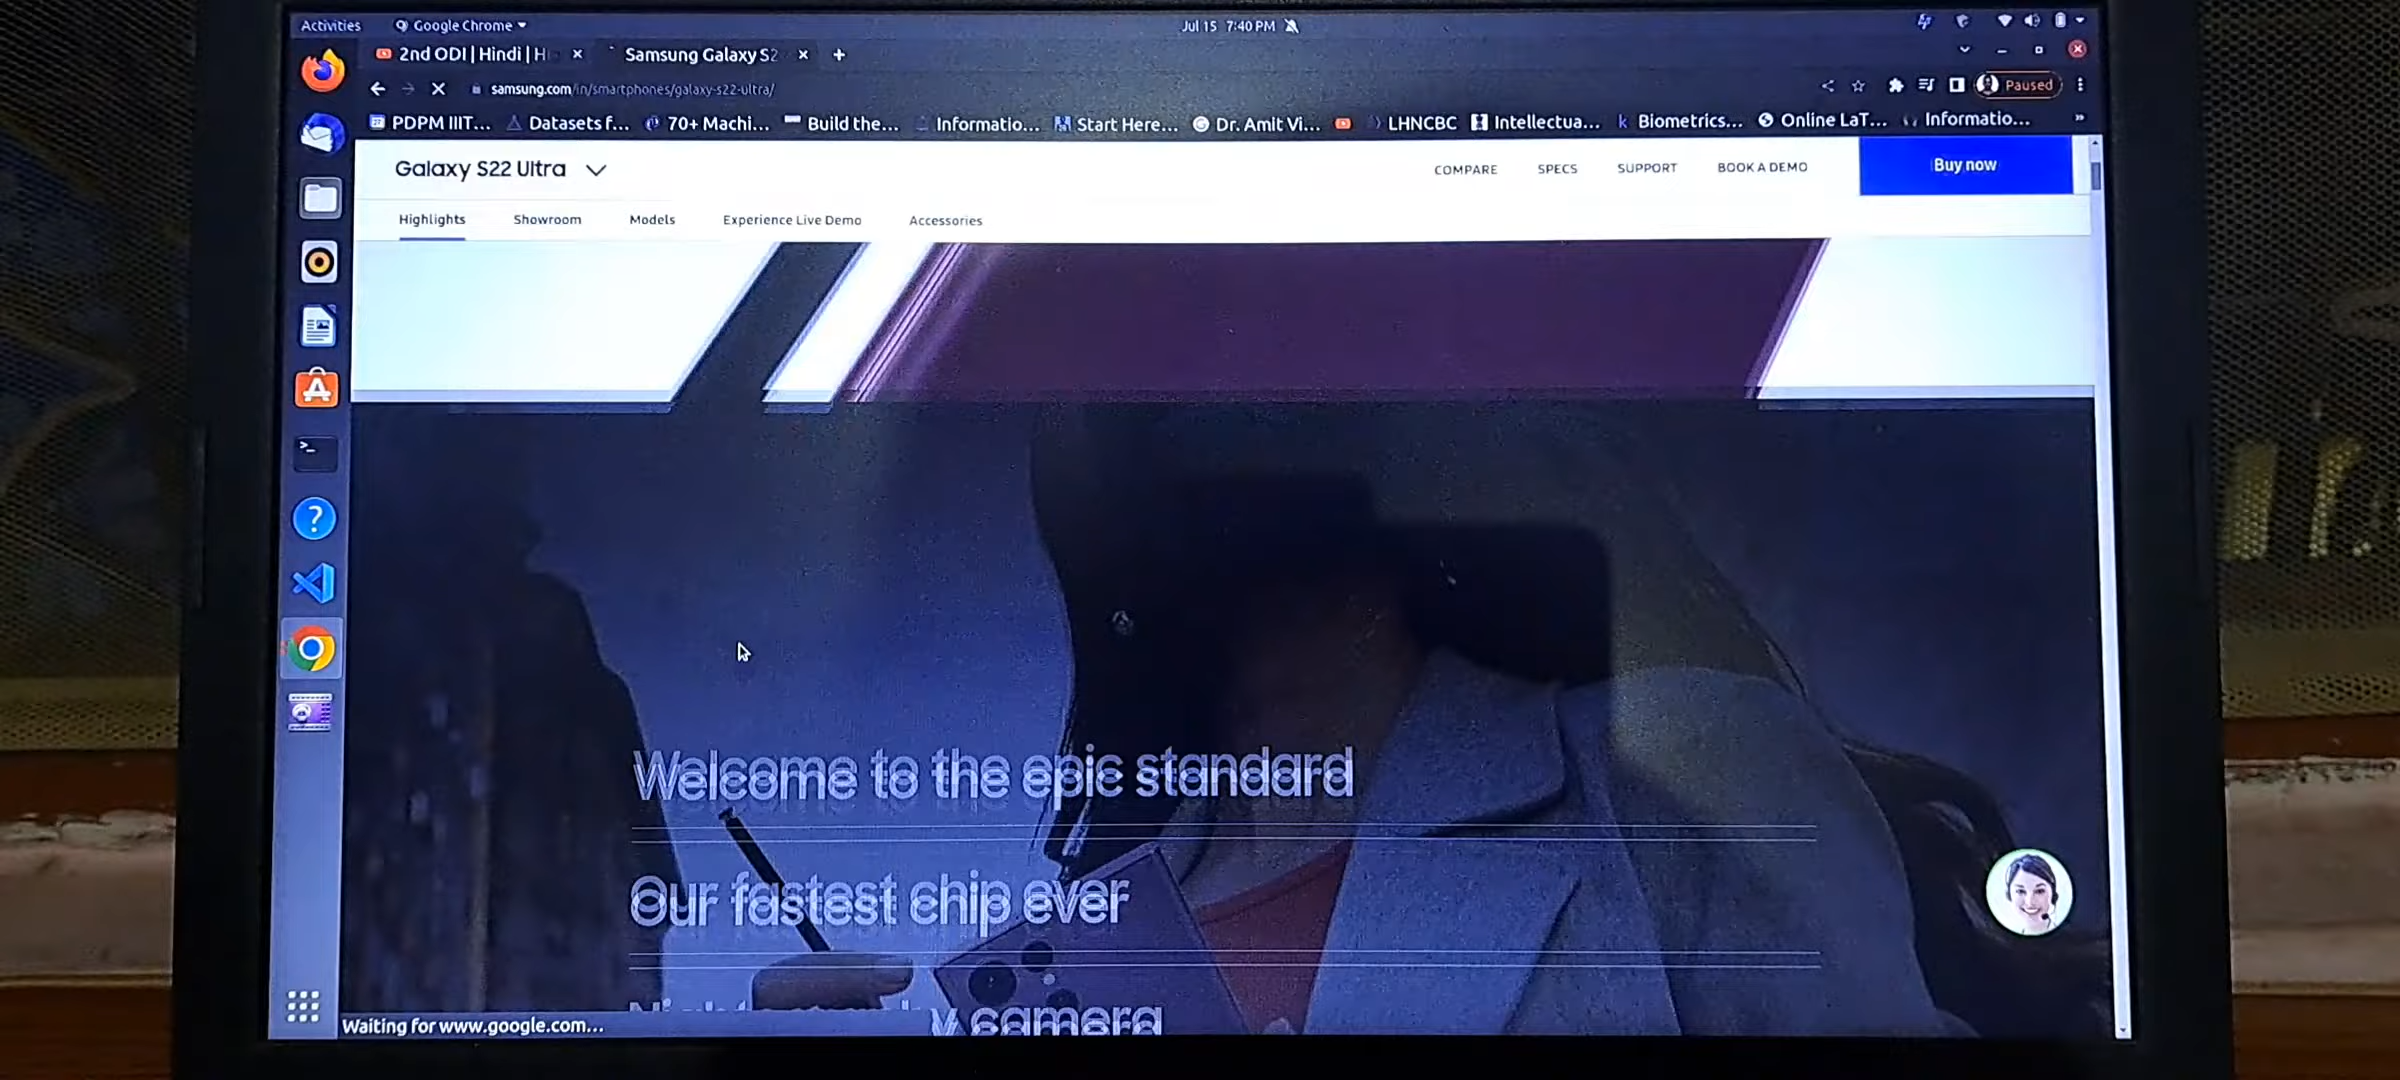 Activities Google Chrome Jul 15 7:40 PM
2nd ODI | Hindi | H Samsung Galaxy S2
samsung.com/in/smartphones/galaxy-s22-ultra/ Paused
PDPM IIIT... Datasets f... 70+ Machi... Build the... Informatio... Start Here... Dr. Amit Vi... LHNCBC Intellectua... Biometrics... Online LaT... Informatio... »
Galaxy S22 Ultra COMPARE SPECS SUPPORT BOOK A DEMO Buy now
Highlights Showroom Models Experience Live Demo Accessories
Welcome to the epic standard
Our fastest chip ever
camera
Waiting for www.google.com...